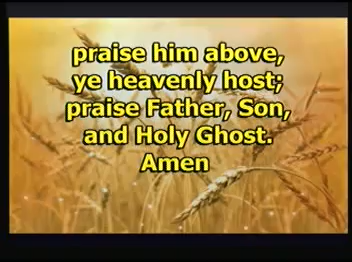 praise him above,
ye heavenly host;
praise Father, Son,
and Holy Ghost.
Amen